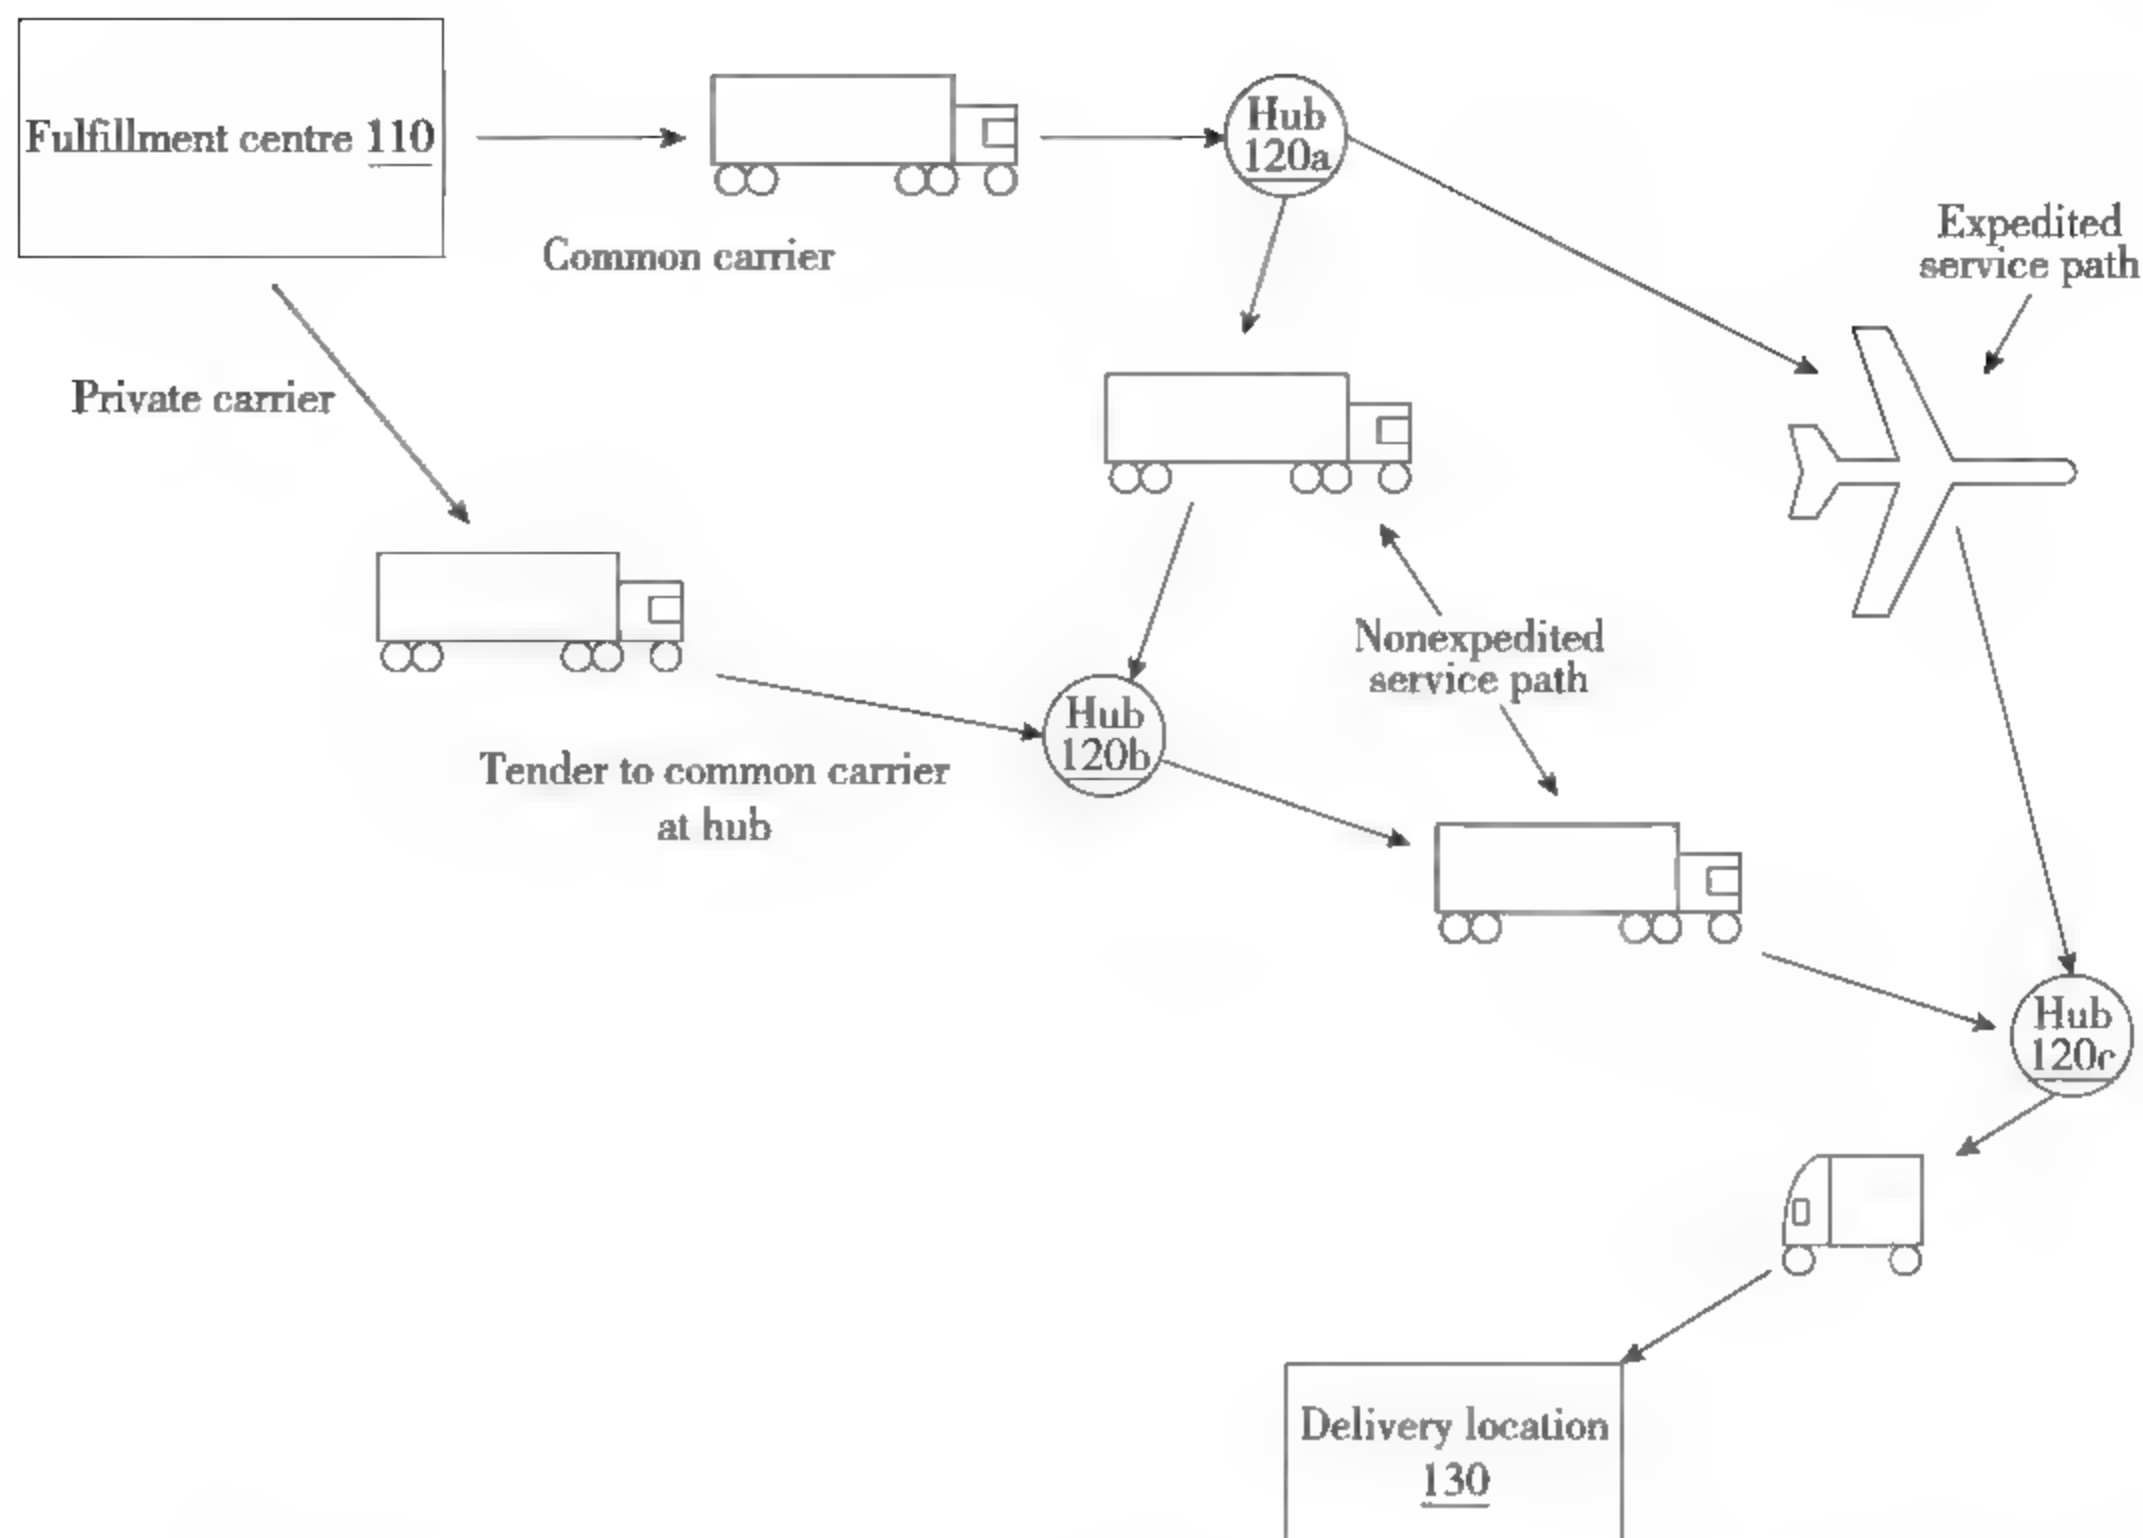 Fulfillment centre 110
Hub
120a
Common carrier
Expedited
service path
Private carrier
Nonexpedited
service path
Hub
120b
Tender to common carrier
at hub
Hub
120c
Delivery location
130